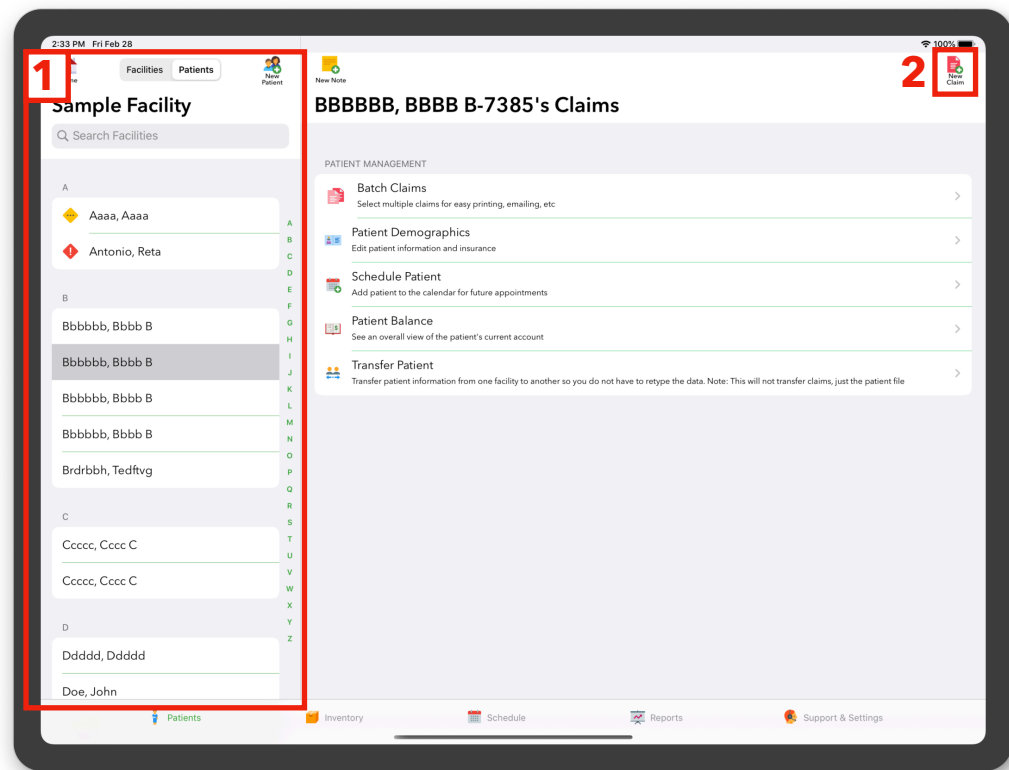 2:33 PM Fri Feb 28
100%
1
Facilities
Patients
New
Patient
Sample Facility
Search Facilities
A
Aaaa, Aaaa
Antonio, Reta
B
Bbbbbb, Bbbb B
Bbbbbb, Bbbb B
Bbbbbb, Bbbb B
Bbbbbb, Bbbb B
Brdrbbh, Tedftvg
C
Ccccc, Cccc C
Ccccc, Cccc C
D
Ddddd, Ddddd
Doe, John
A
B
C
D
E
F
G
H
I
J
K
L
M
N
O
P
Q
R
S
T
U
V
W
X
Y
Z
New Note
2
New
Claim
BBBBBB, BBBB B-7385's Claims
PATIENT MANAGEMENT
Batch Claims
Select multiple claims for easy printing, emailing, etc
Patient Demographics
Edit patient information and insurance
Schedule Patient
Add patient to the calendar for future appointments
Patient Balance
See an overall view of the patient's current account
Transfer Patient
Transfer patient information from one facility to another so you do not have to retype the data. Note: This will not transfer claims, just the patient file
Patients
Inventory
Schedule
Reports
Support & Settings